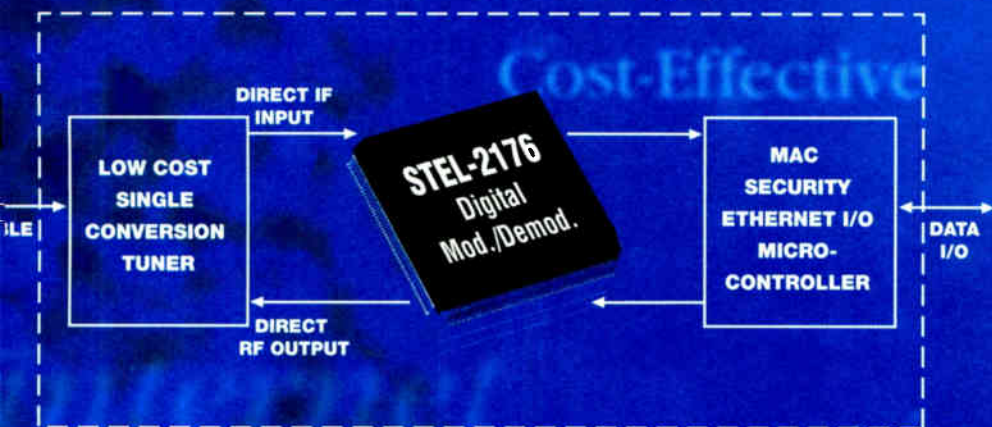 Cost-Effective
DIRECT IF
INPUT
LOW COST
SINGLE
CONVERSION
TUNER
STEL-2176
Digital
Mod./Demod.
MAC
SECURITY
ETHERNET I/O
MICRO-
CONTROLLER
DATA
I/O
DIRECT
RF OUTPUT